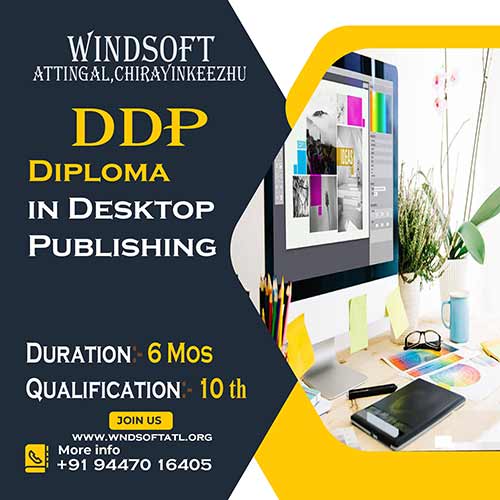 WINDSOFT
ATTINGAL,CHIRAYINKEEZHU
DDP
DIPLOMA
IN DESKTOP
PUBLISHING
DURATION:- 6 MOS
QUALIFICATION:- 10 th
JOIN US
WWW.WNDSOFTATL.ORG
More info
+91 94470 16405
IDEAS